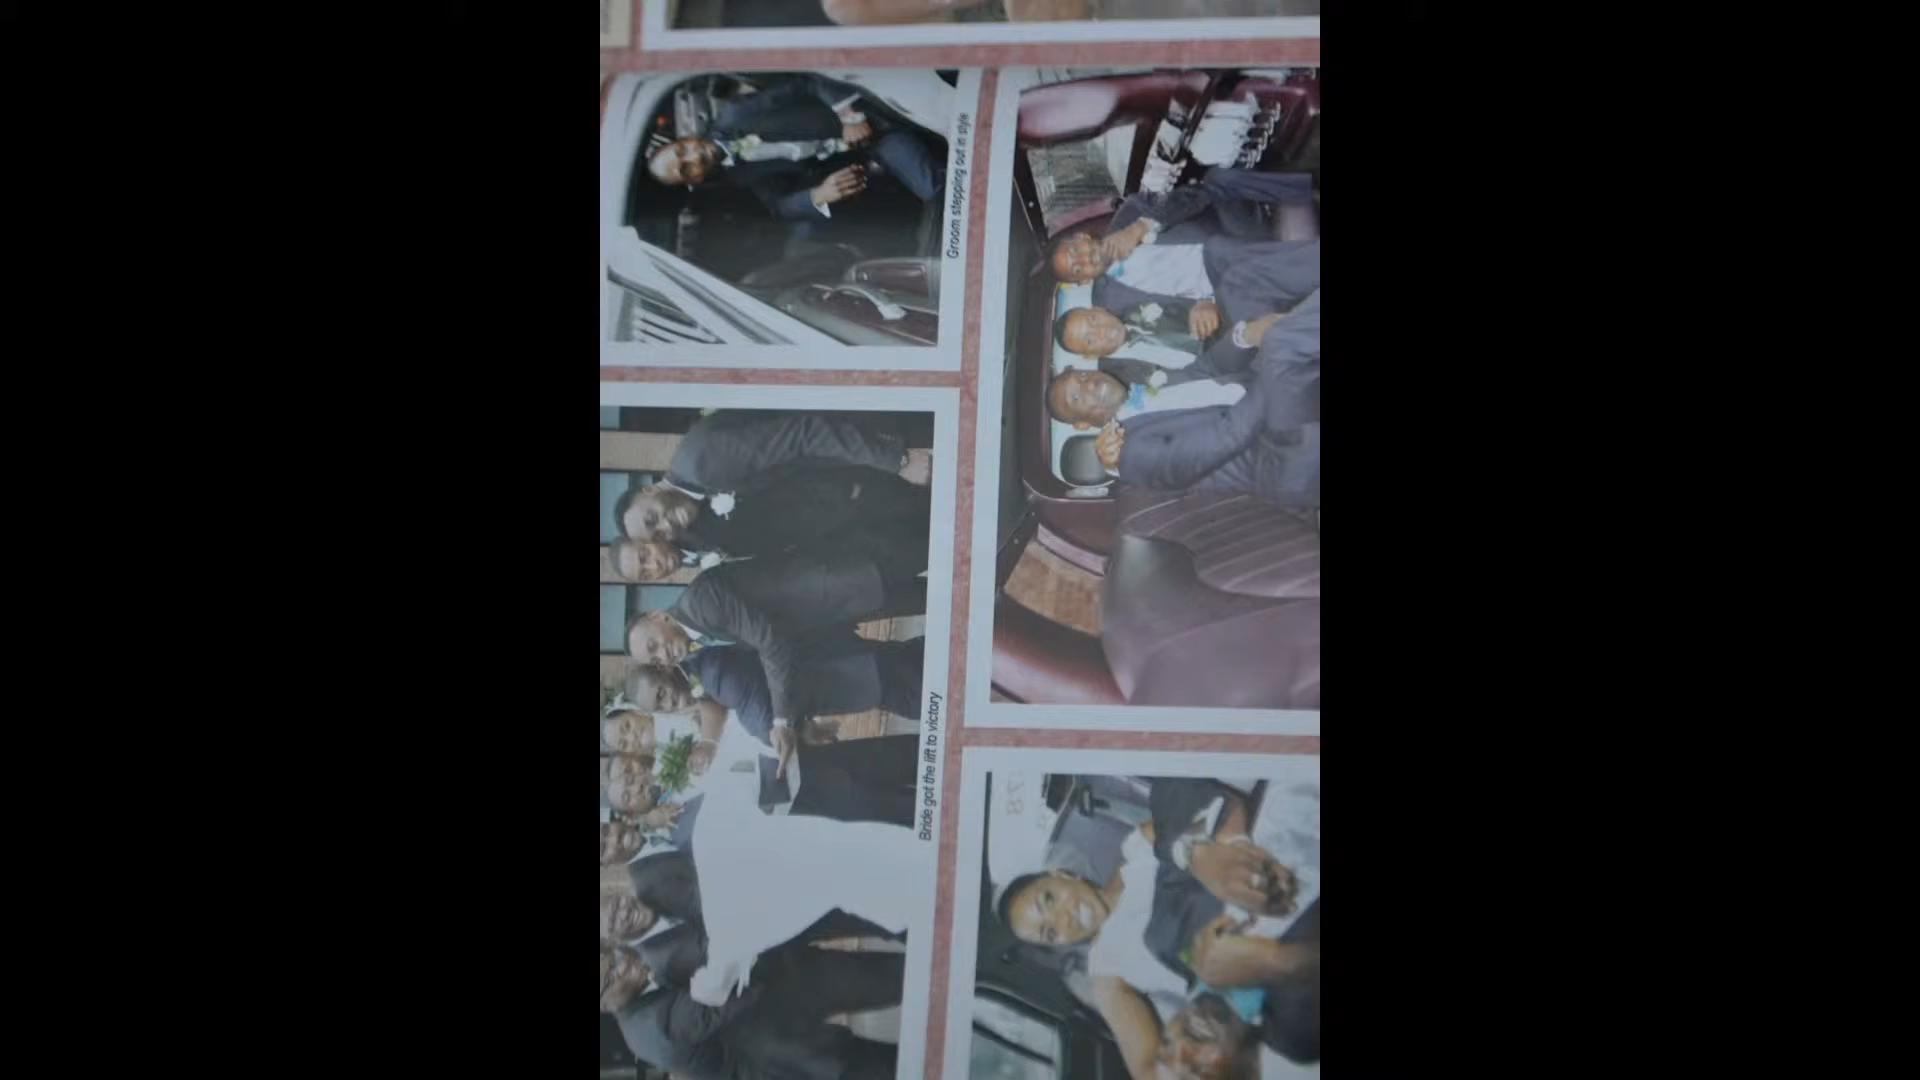 Groom stepping out in style
Bride got the lift to victory